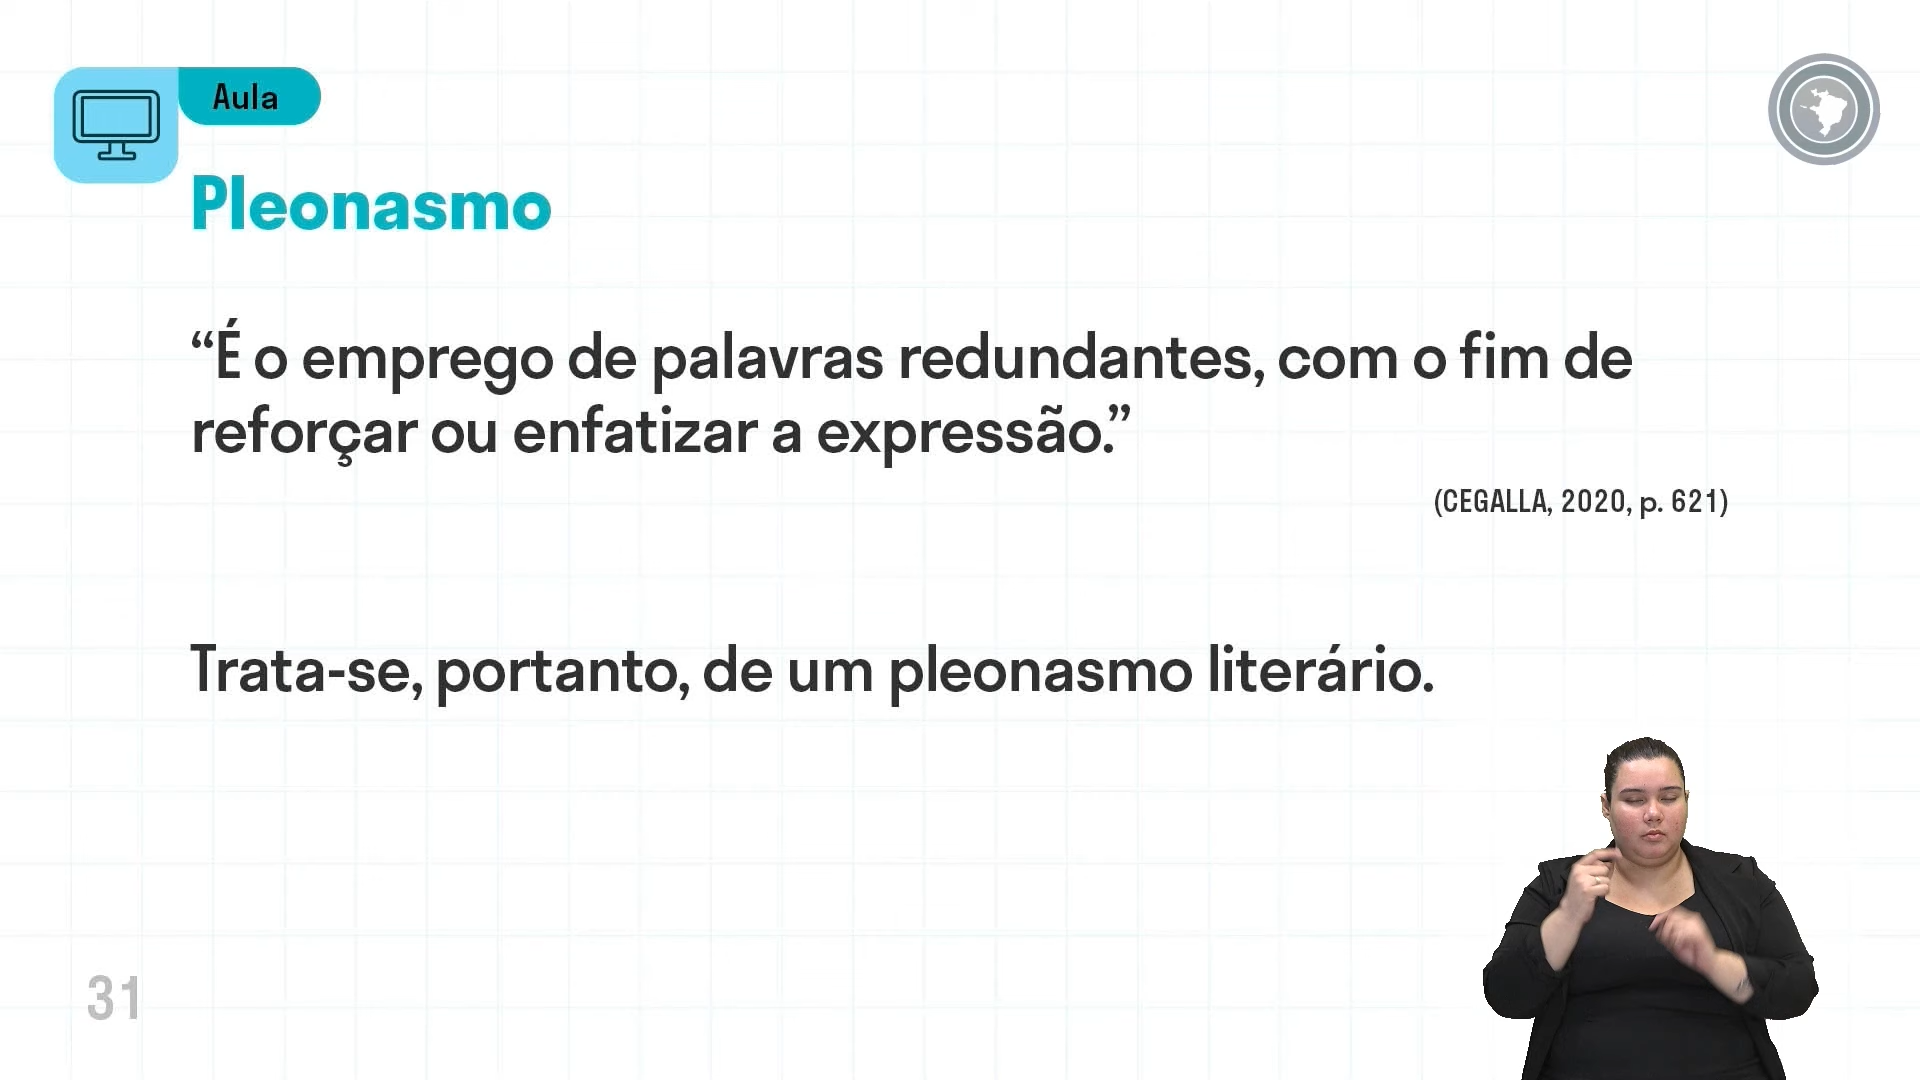 Aula
Pleonasmo
“É o emprego de palavras redundantes, com o fim de
reforçar ou enfatizar a expressão.”
(CEGALLA, 2020, p. 621)
Trata-se, portanto, de um pleonasmo literário.
31